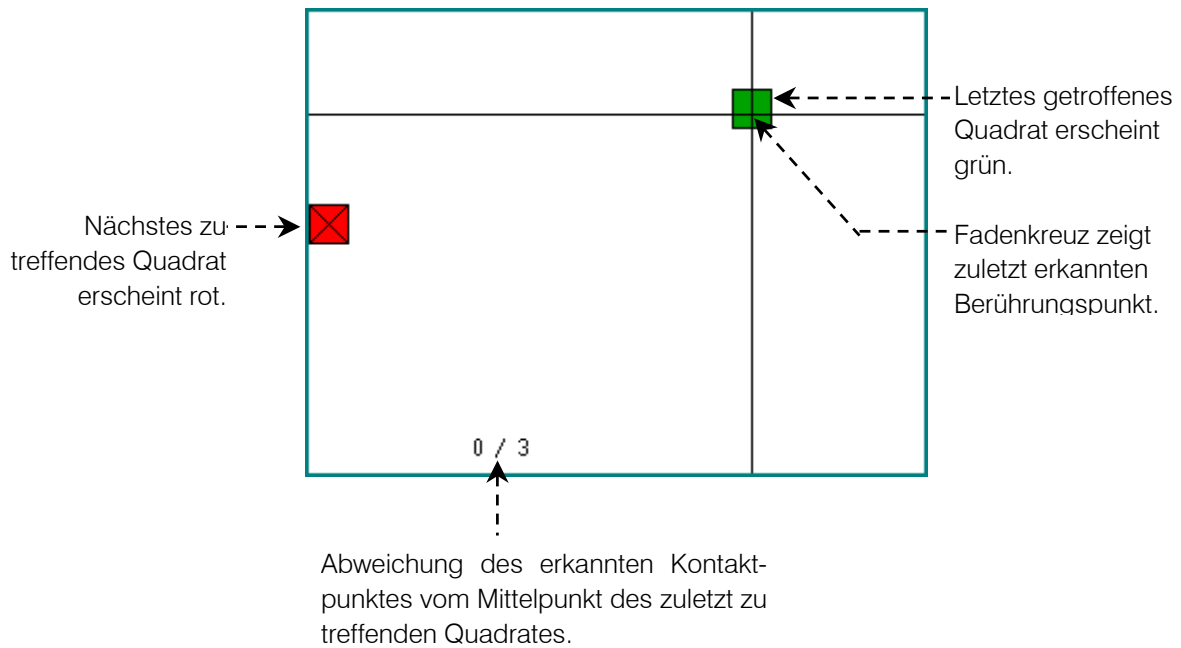 Letztes getroffenes
Quadrat erscheint
grün.
Nächstes zu
treffendes Quadrat
erscheint rot.
Fadenkreuz zeigt
zuletzt erkannten
Berührungspunkt.
0 / 3
Abweichung des erkannten Kontakt-
punktes vom Mittelpunkt des zuletzt zu
treffenden Quadrates.